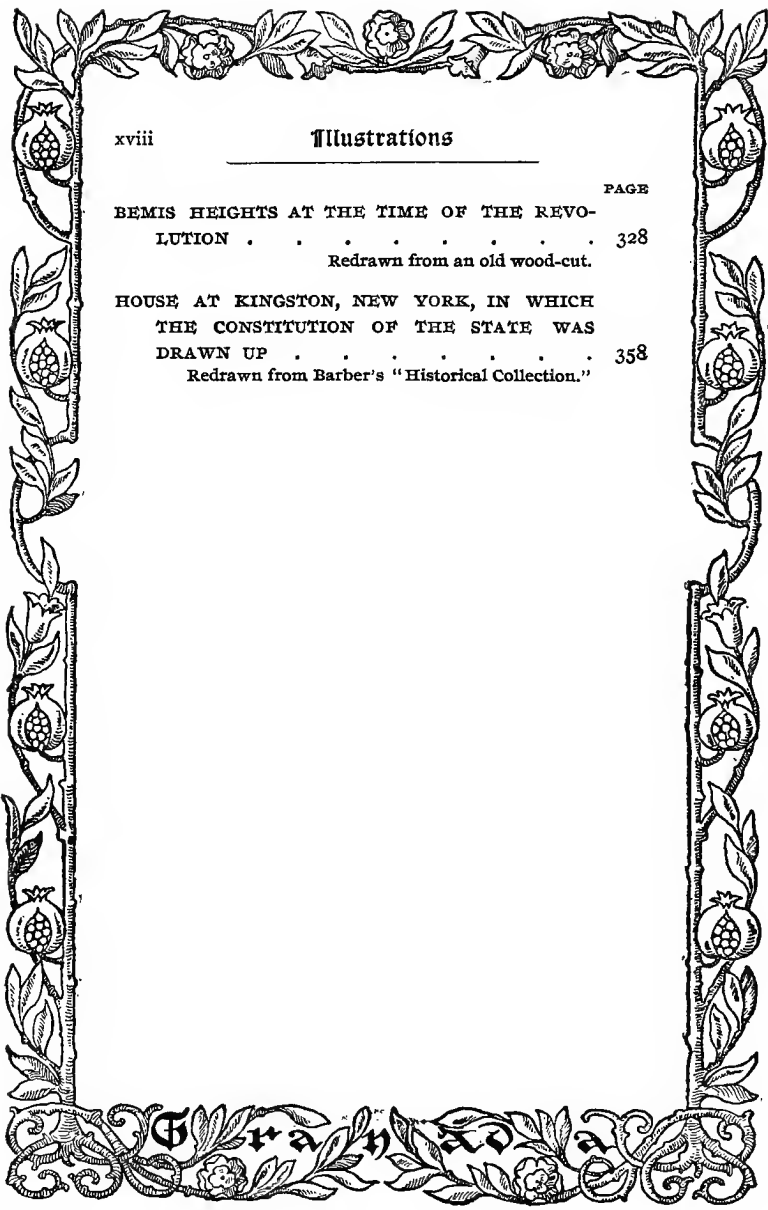 xviii Illustrations
PAGE
BEMIS HEIGHTS AT THE TIME OF THE REVO-
LUTION . . . . . . . . 328
Redrawn from an old wood-cut.
HOUSE AT KINGSTON, NEW YORK, IN WHICH
THE CONSTITUTION OF THE STATE WAS
DRAWN UP . . . . . . . 358
Redrawn from Barber's "Historical Collection."
Granada